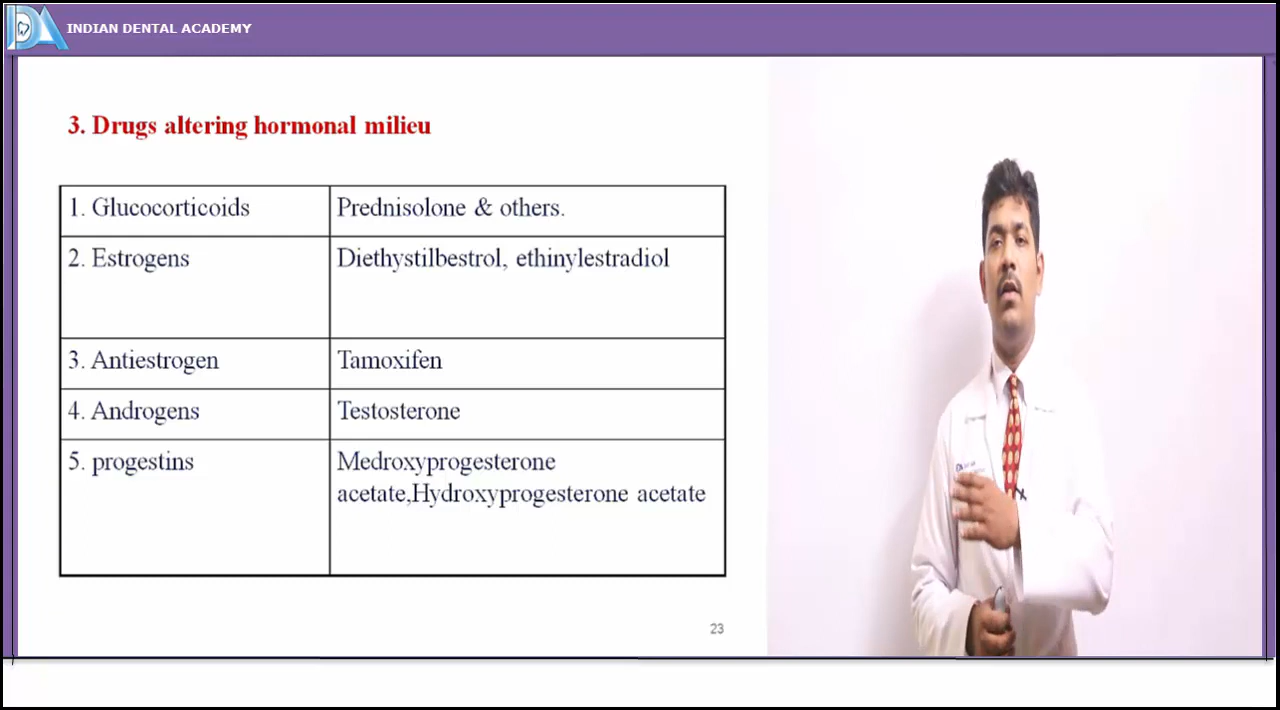 INDIAN DENTAL ACADEMY
3. Drugs altering hormonal milieu
1. Glucocorticoids
Prednisolone & others.
2. Estrogens
Diethystilbestrol, ethinylestradiol
3. Antiestrogen
Tamoxifen
4. Androgens
Testosterone
5. progestins
Medroxyprogesterone
acetate,Hydroxyprogesterone acetate
23